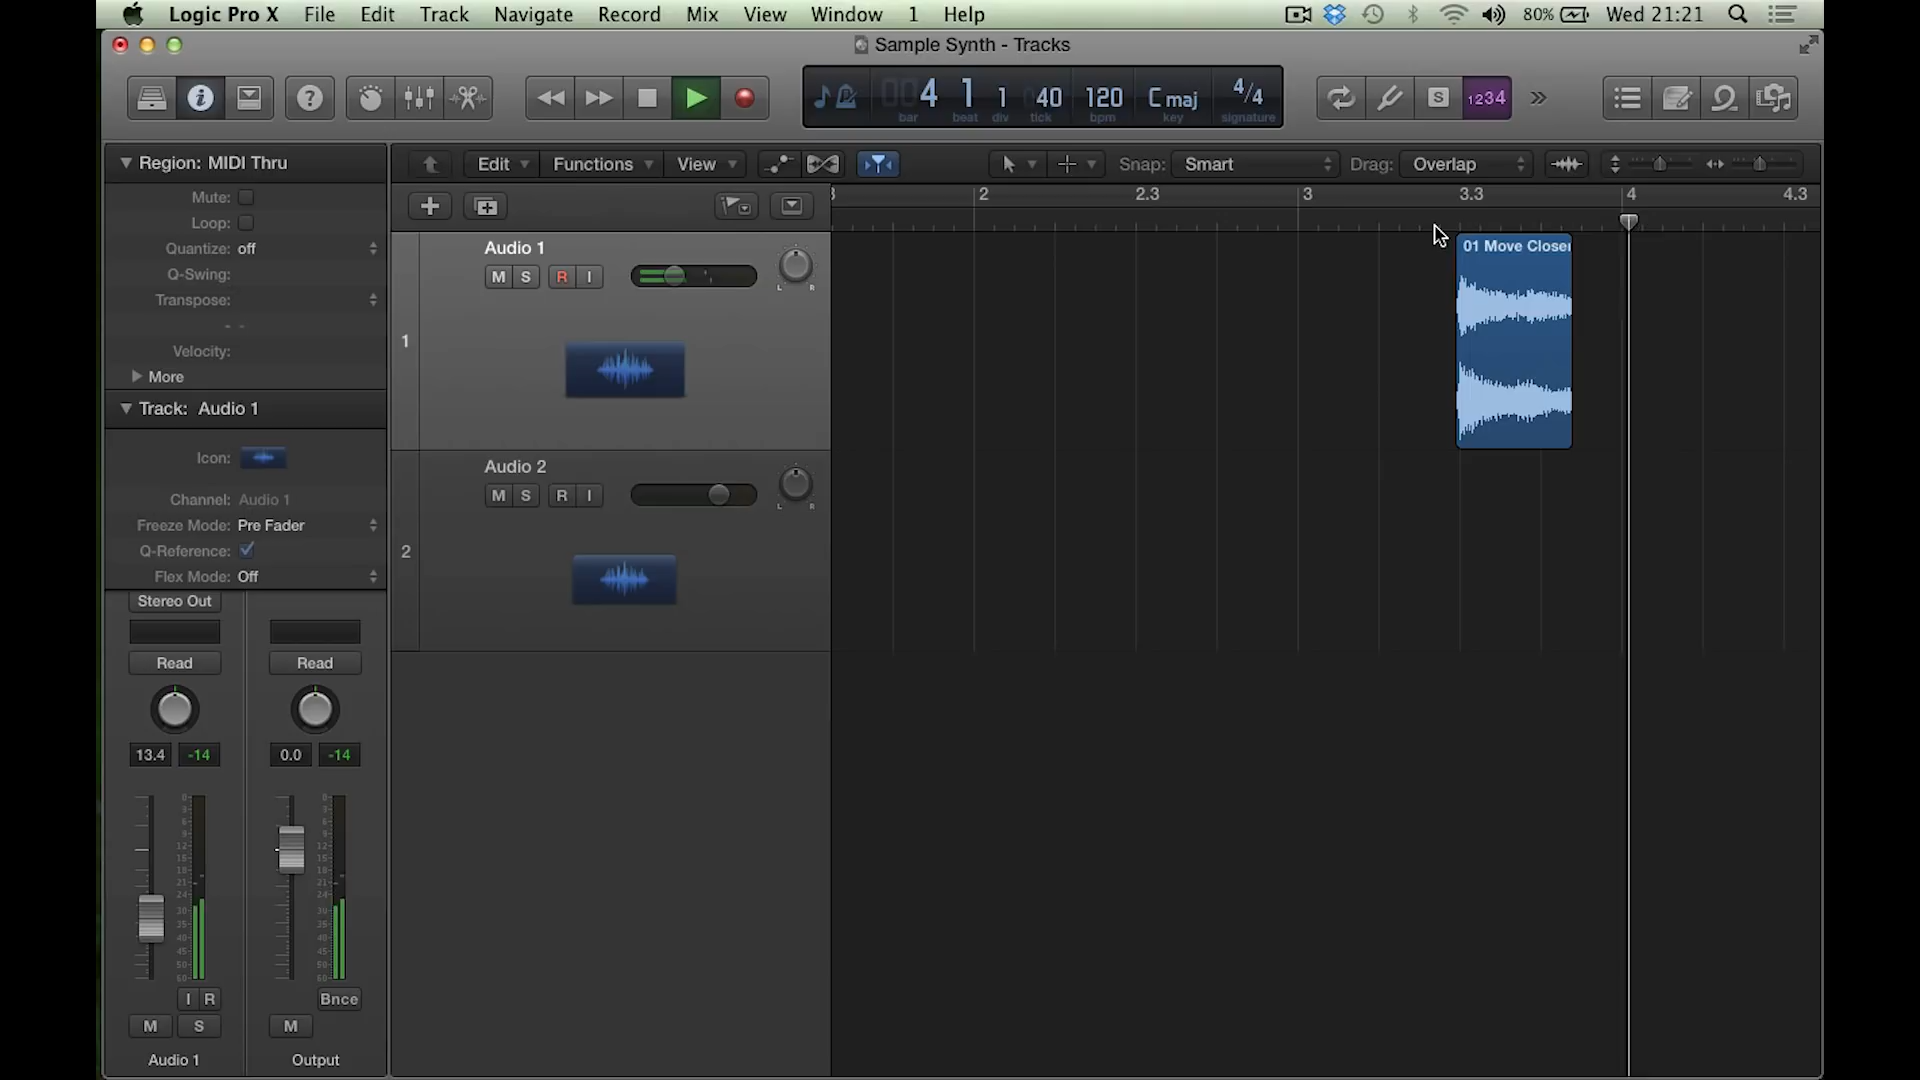 Logic Pro X File Edit Track Navigate Record Mix View Window 1 Help 80% Wed 21:21
Sample Synth - Tracks
004 1 1 40 120 C maj 4/4
bar beat div tick bpm key signature
S 1234
Region: MIDI Thru
Edit Functions View Snap: Smart Drag: Overlap
Mute:
Loop:
Quantize: off
Q-Swing:
Transpose:
- -
Velocity:
More
Track: Audio 1
Icon:
Channel: Audio 1
Freeze Mode: Pre Fader
Q-Reference:
Flex Mode: Off
Stereo Out
Read Read
13.4 -14 0.0 -14
I R Bnce
M S M
Audio 1 Output
2 2.3 3 3.3 4 4.3
1
Audio 1
M S R I
L R
01 Move Closer
2
Audio 2
M S R I
L R